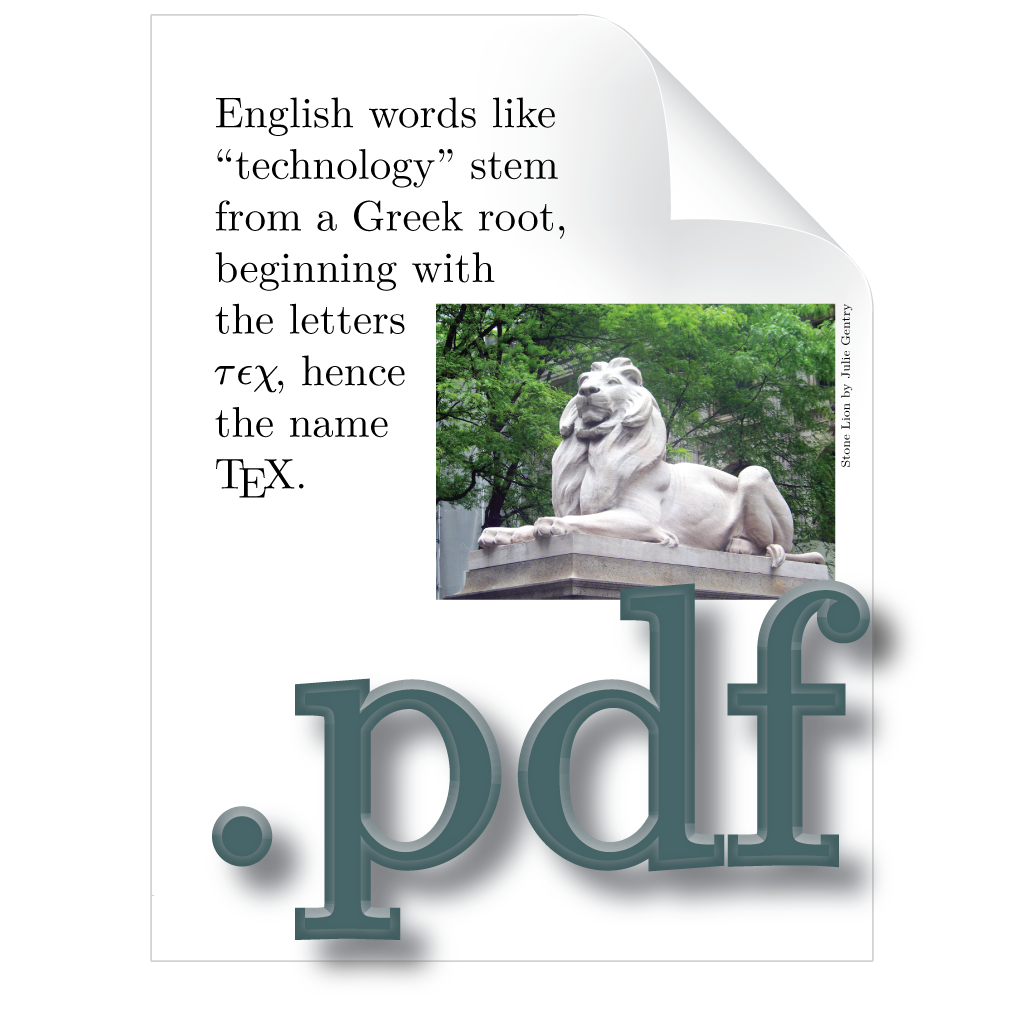 English words like
“technology” stem
from a Greek root,
beginning with
the letters
τεχ, hence
the name
TEX.
Stone Lion by Julie Gentry
.pdf